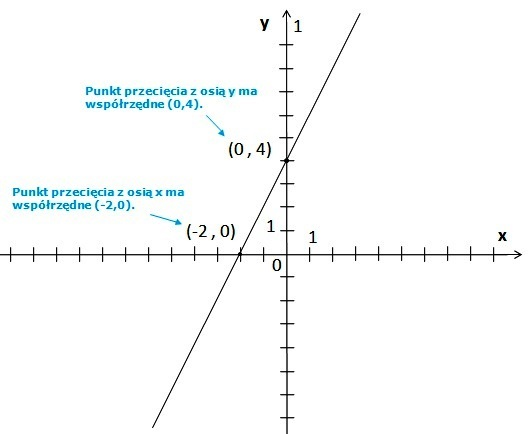 y
1
Punkt przecięcia z osią y ma
współrzędne (0,4).
(0 , 4)
Punkt przecięcia z osią x ma
współrzędne (-2,0).
(-2 , 0)
1
1
x
0